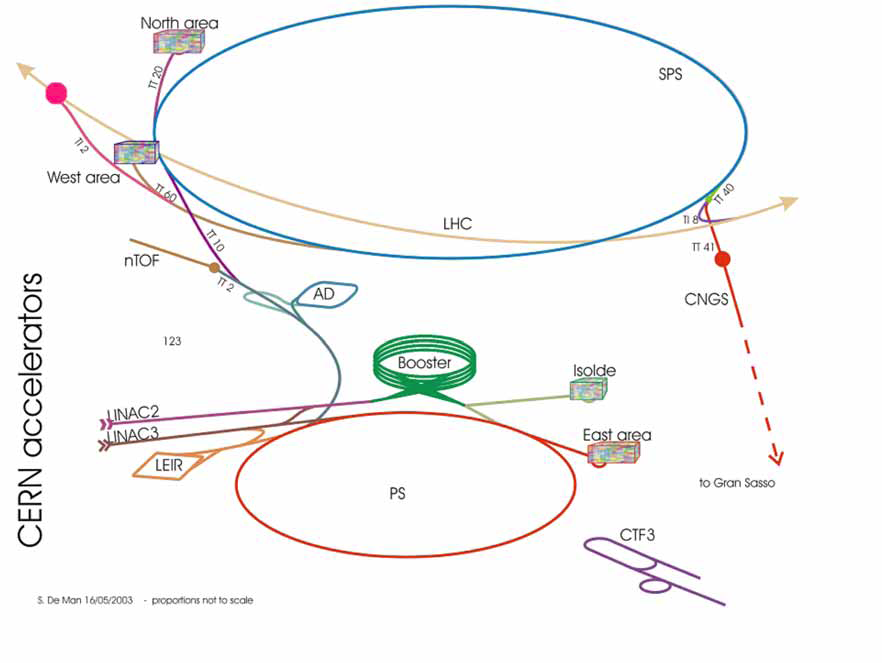 North area
SPS
TT 20
TI 2
West area
TT 60
TT 40
TI 8
LHC
TT 10
TT 41
nTOF
TT 2
AD
CNGS
123
Booster
Isolde
LINAC2
LINAC3
East area
LEIR
PS
to Gran Sasso
CTF3
CERN accelerators
S. De Man 16/05/2003 - proportions not to scale